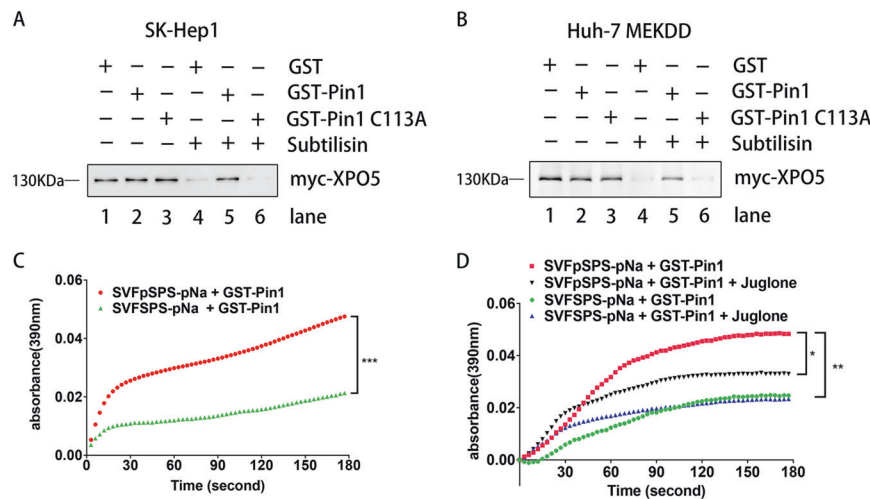 A
SK-Hep1
+ − − + − − GST
− + − − + − GST-Pin1
− − + − − + GST-Pin1 C113A
− − − + + + Subtilisin
130KDa
myc-XPO5
1 2 3 4 5 6 lane
B
Huh-7 MEKDD
+ − − + − − GST
− + − − + − GST-Pin1
− − + − − + GST-Pin1 C113A
− − − + + + Subtilisin
130KDa
myc-XPO5
1 2 3 4 5 6 lane
C
SVFpSPS-pNa + GST-Pin1
SVFSPS-pNa + GST-Pin1
absorbance(390nm)
0.06
0.04
0.02
0.00
0 30 60 90 120 150 180
Time (second)
***
D
SVFpSPS-pNa + GST-Pin1
SVFpSPS-pNa + GST-Pin1 + Juglone
SVFSPS-pNa + GST-Pin1
SVFSPS-pNa + GST-Pin1 + Juglone
absorbance(390nm)
0.06
0.04
0.02
0.00
30 60 90 120 150 180
Time (second)
*
**